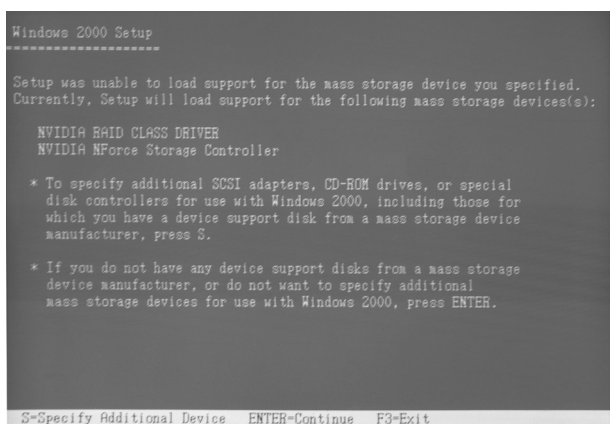 Windows 2000 Setup
====================
Setup was unable to load support for the mass storage device you specified.
Currently, Setup will load support for the following mass storage devices(s):
NVIDIA RAID CLASS DRIVER
NVIDIA NForce Storage Controller
* To specify additional SCSI adapters, CD-ROM drives, or special
disk controllers for use with Windows 2000, including those for
which you have a device support disk from a mass storage device
manufacturer, press S.
* If you do not have any device support disks from a mass storage
device manufacturer, or do not want to specify additional
mass storage devices for use with Windows 2000, press ENTER.
S=Specify Additional Device ENTER=Continue F3=Exit